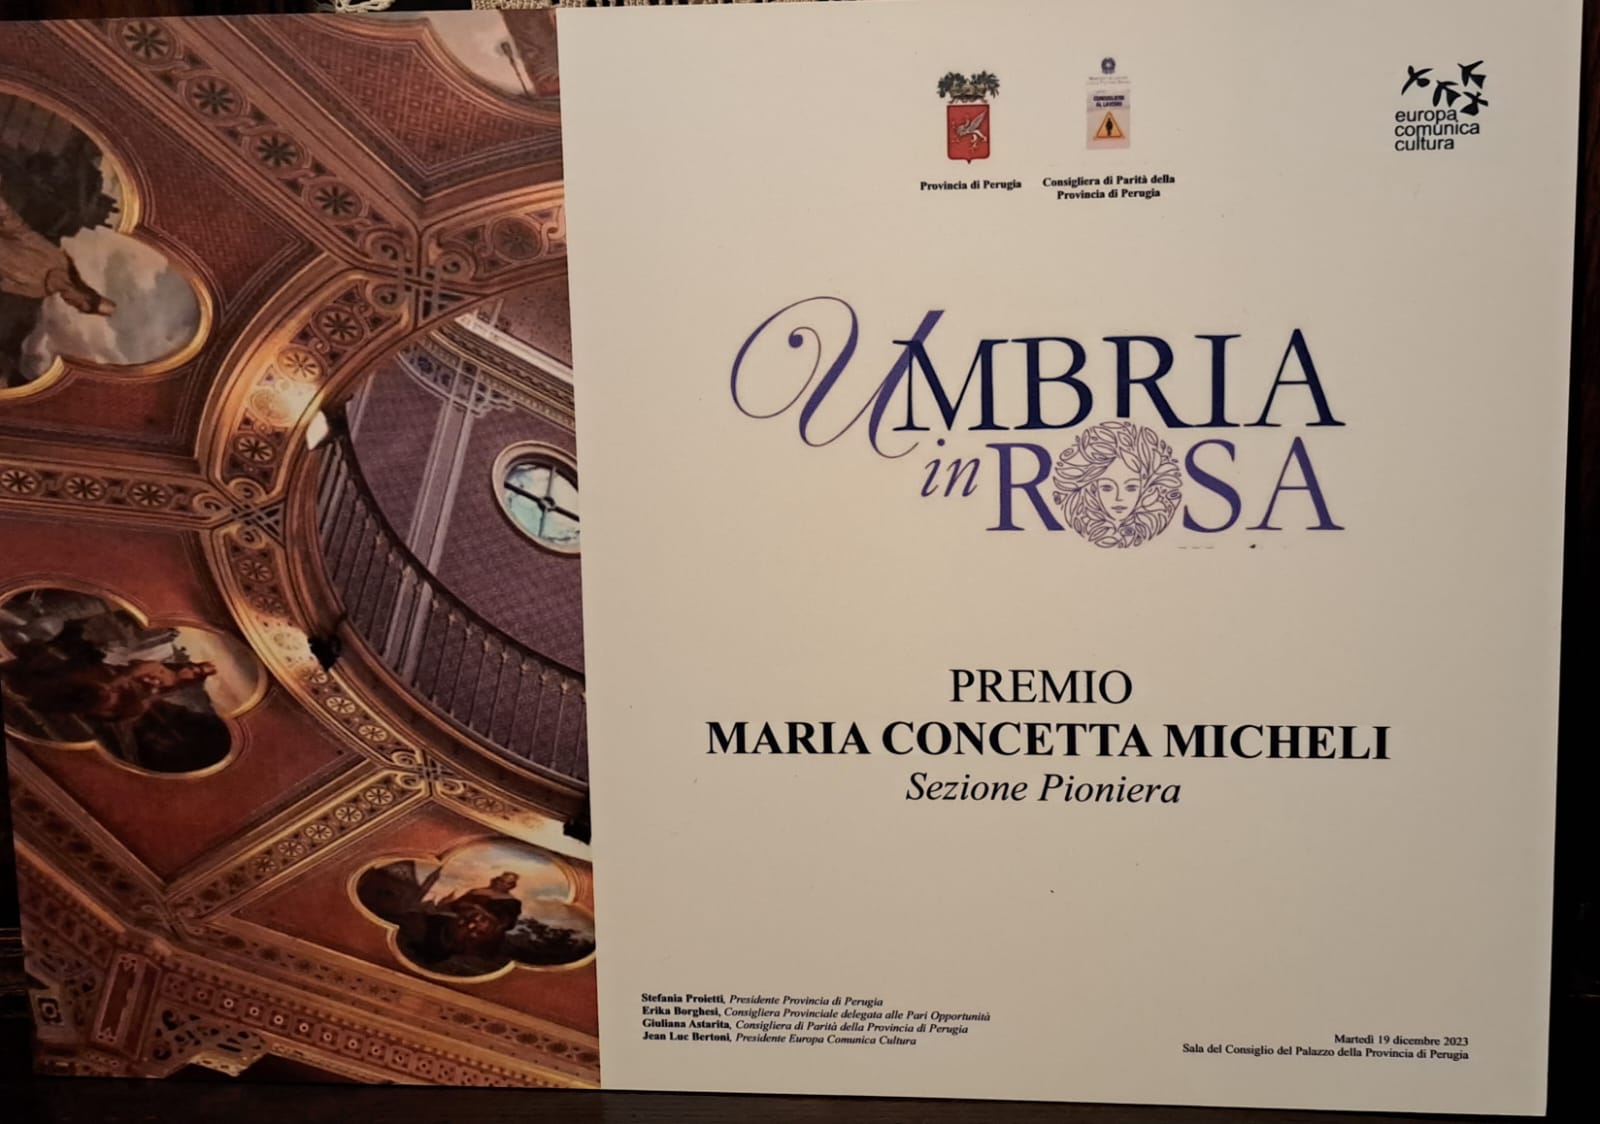 Provincia di Perugia
CONSIGLIERA
AL LAVORO
Consigliera di Parità della
Provincia di Perugia
europa
comunica
cultura
UMBRIA
in ROSA
PREMIO
MARIA CONCETTA MICHELI
Sezione Pioniera
Stefania Proietti, Presidente Provincia di Perugia
Erika Borghesi, Consigliera Provinciale delegata alle Pari Opportunità
Giuliana Astarita, Consigliera di Parità della Provincia di Perugia
Jean Luc Bertoni, Presidente Europa Comunica Cultura
Martedì 19 dicembre 2023
Sala del Consiglio del Palazzo della Provincia di Perugia